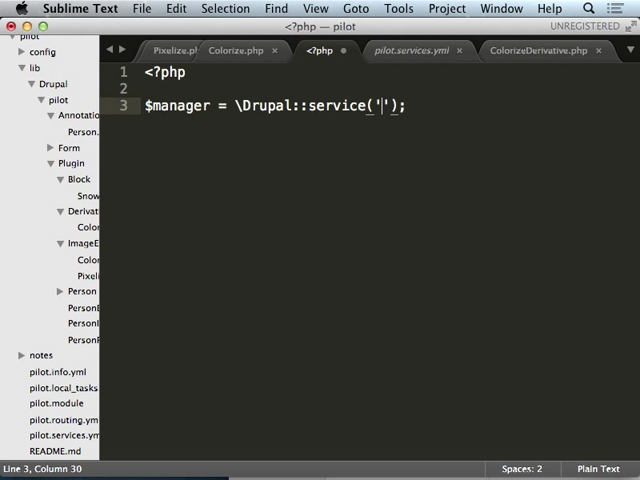 Sublime Text File Edit Selection Find View Goto Tools Project Window Help
<?php — pilot
UNREGISTERED
Pixelize.p Colorize.php × <?php pilot.services.yml × ColorizeDerivative.php ×
pilot
config
lib
Drupal
pilot
Annotatio
Person.
Form
Plugin
Block
Snow
Derivat
Color
ImageE
Color
Pixeli
Person
PersonE
PersonI
PersonF
notes
pilot.info.yml
pilot.local_tasks
pilot.module
pilot.routing.ym
pilot.services.ym
README.md
1 <?php
2
3 $manager = \Drupal::service('');
Line 3, Column 30
Spaces: 2
Plain Text